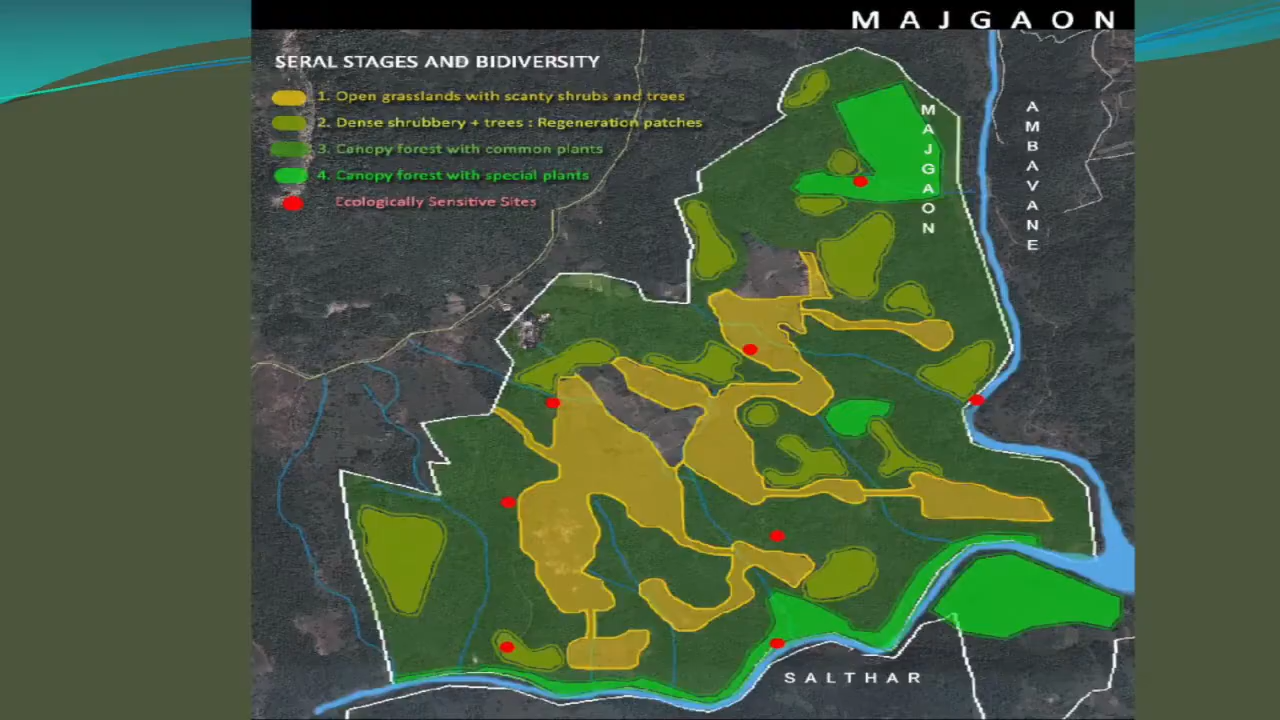 MAJGAON
SERAL STAGES AND BIDIVERSITY
1. Open grasslands with scanty shrubs and trees
2. Dense shrubbery + trees : Regeneration patches
3. Canopy forest with common plants
4. Canopy forest with special plants
Ecologically Sensitive Sites
MAJGAON
AMBAVANE
SALTHAR